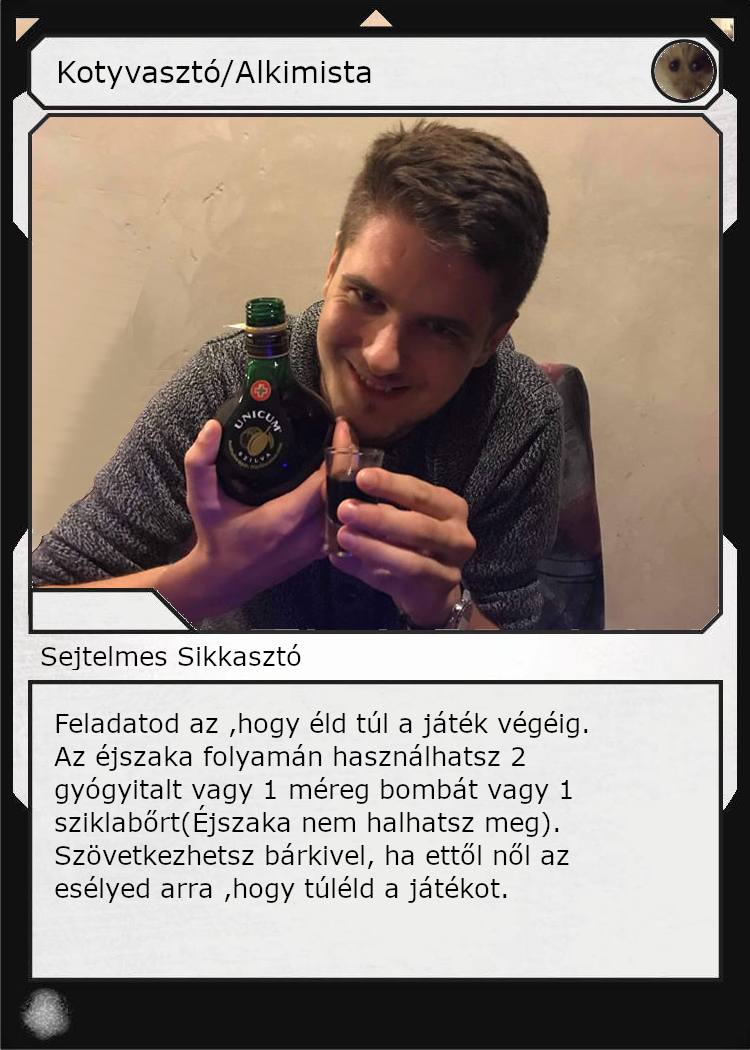 Kotyvasztó/Alkimista
UNICUM
SZILVA
Sejtelmes Sikkasztó
Feladatod az ,hogy éld túl a játék végéig.
Az éjszaka folyamán használhatsz 2
gyógyitalt vagy 1 méreg bombát vagy 1
sziklabőrt(Éjszaka nem halhatsz meg).
Szövetkezhetsz bárkivel, ha ettől nől az
esélyed arra ,hogy túléld a játékot.